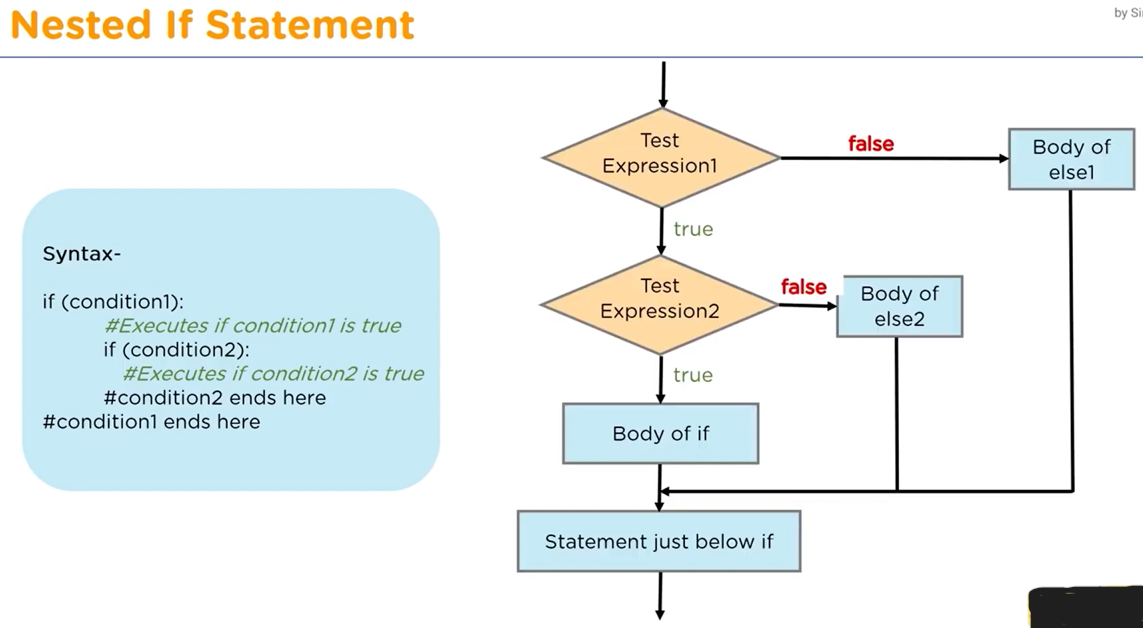 Nested If Statement
by Si
Syntax-
if (condition1):
#Executes if condition1 is true
if (condition2):
#Executes if condition2 is true
#condition2 ends here
#condition1 ends here
Test
Expression1
false
Body of
else1
true
Test
Expression2
false
Body of
else2
true
Body of if
Statement just below if